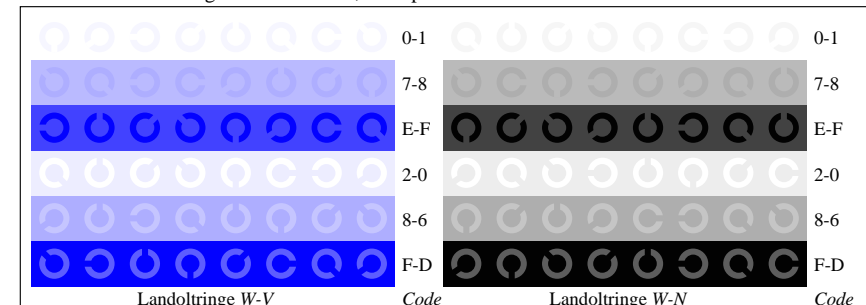 0-1 0-1
7-8 7-8
E-F E-F
2-0 2-0
8-6 8-6
F-D F-D
Landoltringe W-V Code Landoltringe W-N Code